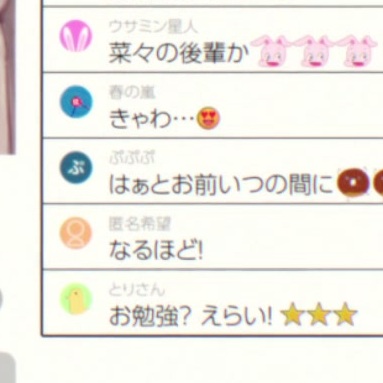 ウサミン星人
菜々の後輩か
春の嵐
きゃわ…😍
ぷ
ぷぷぷ
はぁとお前いつの間に🍩
匿名希望
なるほど!
とりさん
お勉強? えらい!⭐⭐⭐